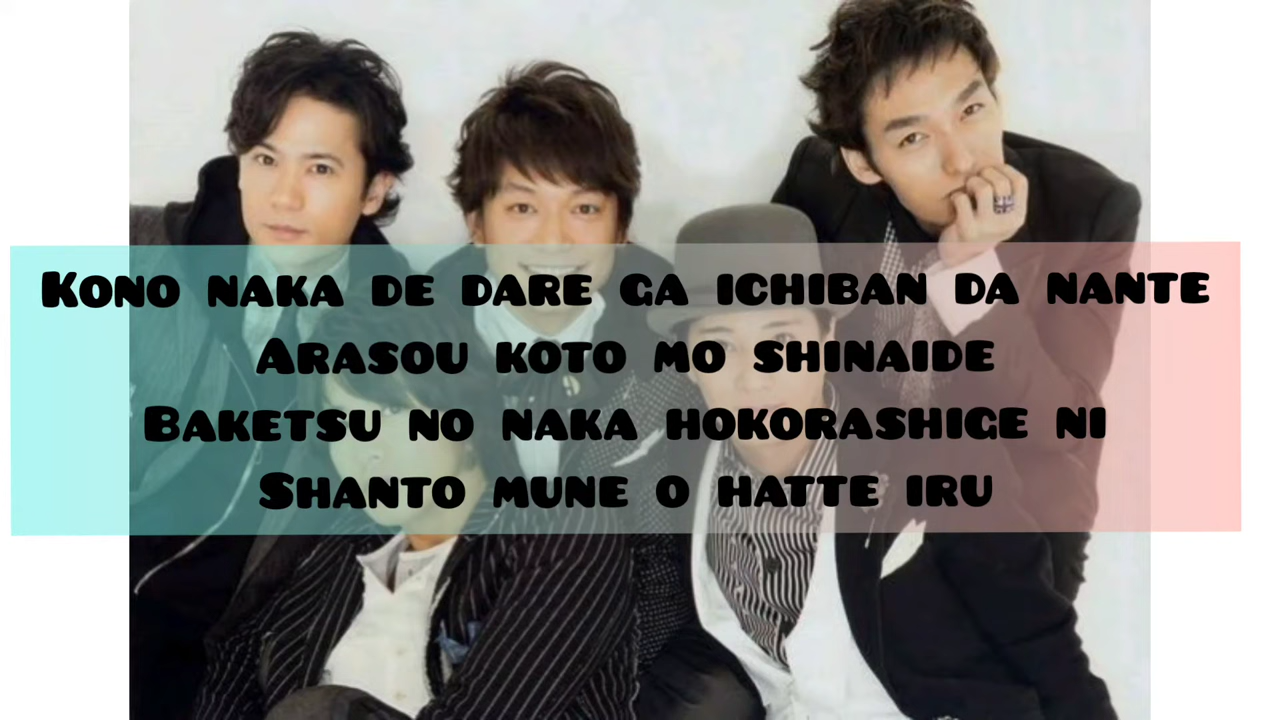 Kono naka de dare ga ichiban da nante
Arasou koto mo shinaide
Baketsu no naka hokorashige ni
Shanto mune o hatte iru